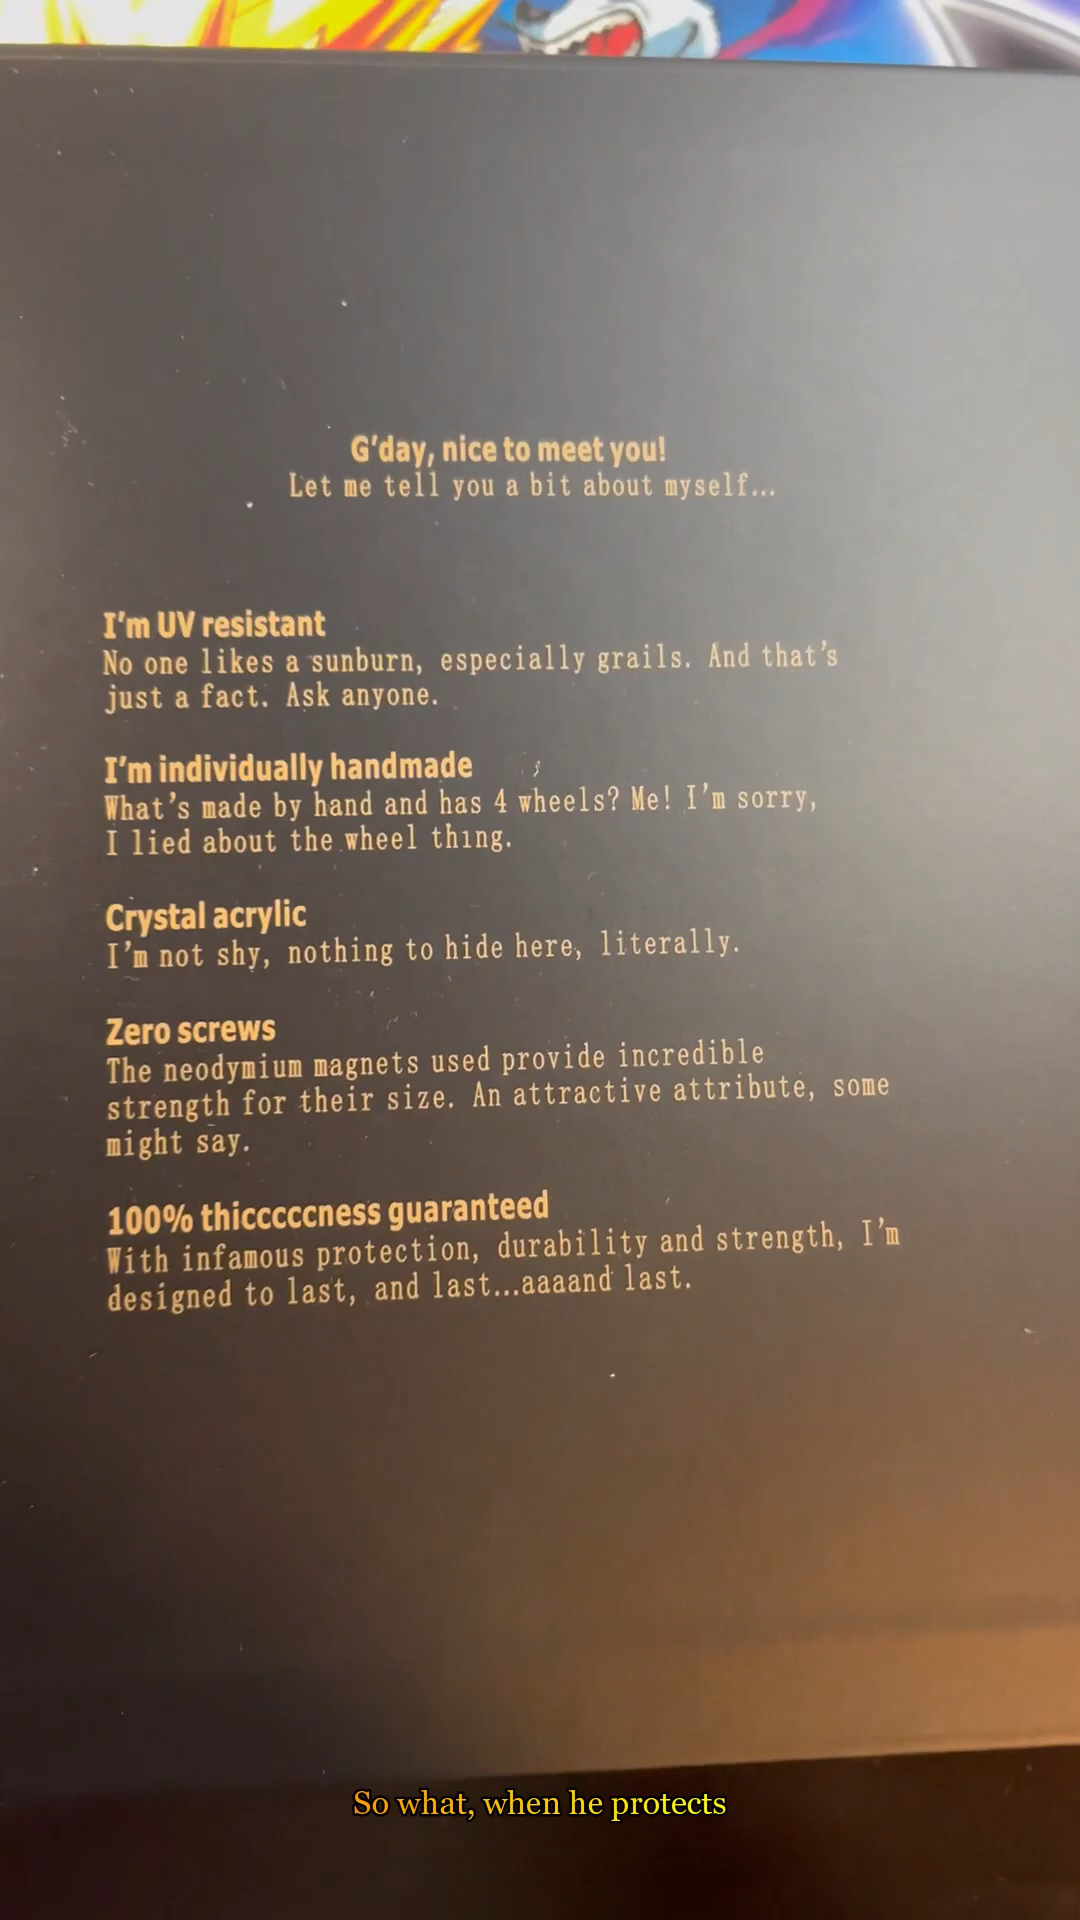 G'day, nice to meet you!
Let me tell you a bit about myself...
I'm UV resistant
No one likes a sunburn, especially grails. And that's
just a fact. Ask anyone.
I'm individually handmade
What's made by hand and has 4 wheels? Me! I'm sorry,
I lied about the wheel thing.
Crystal acrylic
I'm not shy, nothing to hide here, literally.
Zero screws
The neodymium magnets used provide incredible
strength for their size. An attractive attribute, some
might say.
100% thicccccness guaranteed
With infamous protection, durability and strength, I'm
designed to last, and last...aaaand last.
So what, when he protects